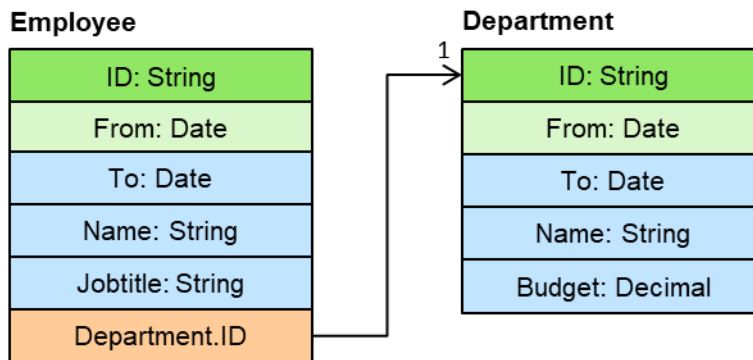 Employee
ID: String
From: Date
To: Date
Name: String
Jobtitle: String
Department.ID
1
Department
ID: String
From: Date
To: Date
Name: String
Budget: Decimal